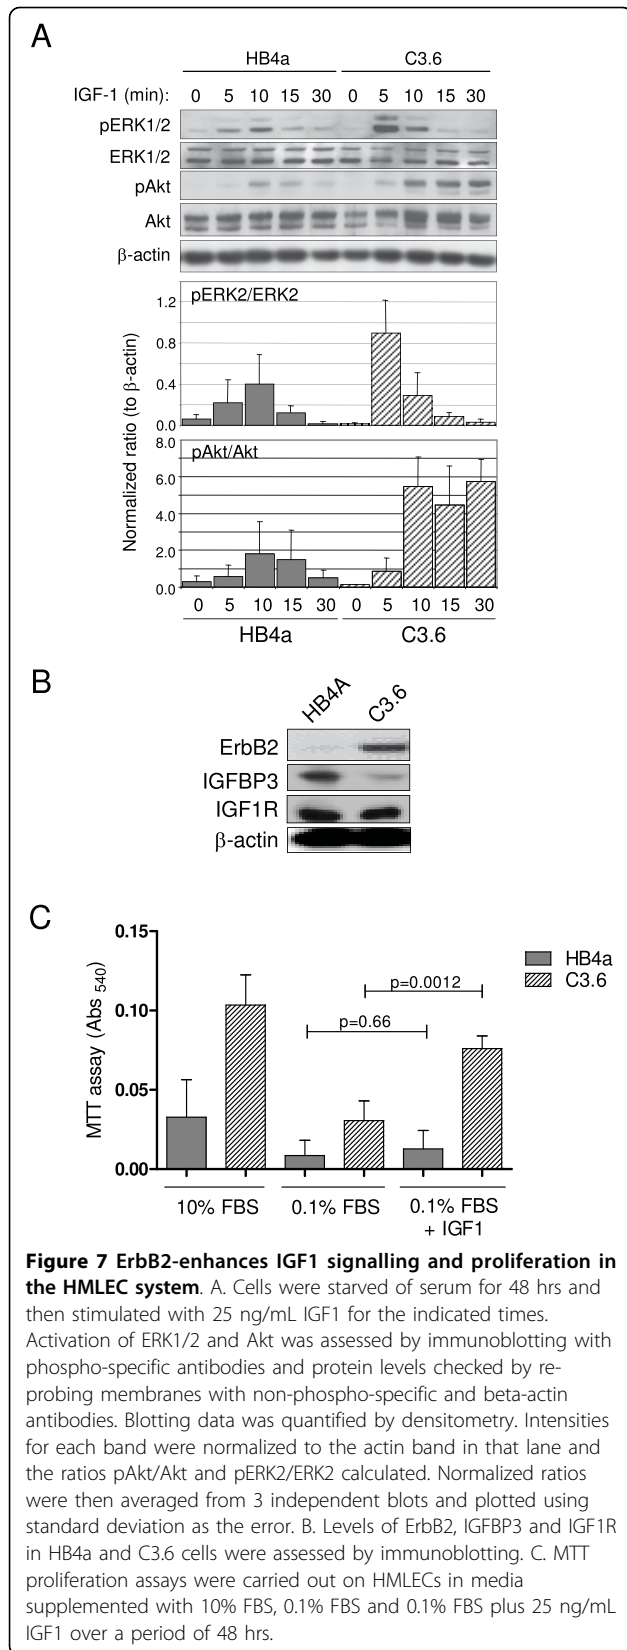 A
HB4a C3.6
IGF-1 (min): 0 5 10 15 30 0 5 10 15 30
pERK1/2
ERK1/2
pAkt
Akt
β-actin
pERK2/ERK2
1.2
0.8
0.4
0.0
Normalized ratio (to β-actin)
pAkt/Akt
8.0
6.0
4.0
2.0
0.0
0 5 10 15 30 0 5 10 15 30
HB4a C3.6
B
HB4A C3.6
ErbB2
IGFBP3
IGF1R
β-actin
C
0.15
0.10
0.05
0.00
MTT assay (Abs 540)
HB4a
C3.6
p=0.0012
p=0.66
10% FBS 0.1% FBS 0.1% FBS
+ IGF1
Figure 7 ErbB2-enhances IGF1 signalling and proliferation in
the HMLEC system. A. Cells were starved of serum for 48 hrs and
then stimulated with 25 ng/mL IGF1 for the indicated times.
Activation of ERK1/2 and Akt was assessed by immunoblotting with
phospho-specific antibodies and protein levels checked by re-
probing membranes with non-phospho-specific and beta-actin
antibodies. Blotting data was quantified by densitometry. Intensities
for each band were normalized to the actin band in that lane and
the ratios pAkt/Akt and pERK2/ERK2 calculated. Normalized ratios
were then averaged from 3 independent blots and plotted using
standard deviation as the error. B. Levels of ErbB2, IGFBP3 and IGF1R
in HB4a and C3.6 cells were assessed by immunoblotting. C. MTT
proliferation assays were carried out on HMLECs in media
supplemented with 10% FBS, 0.1% FBS and 0.1% FBS plus 25 ng/mL
IGF1 over a period of 48 hrs.